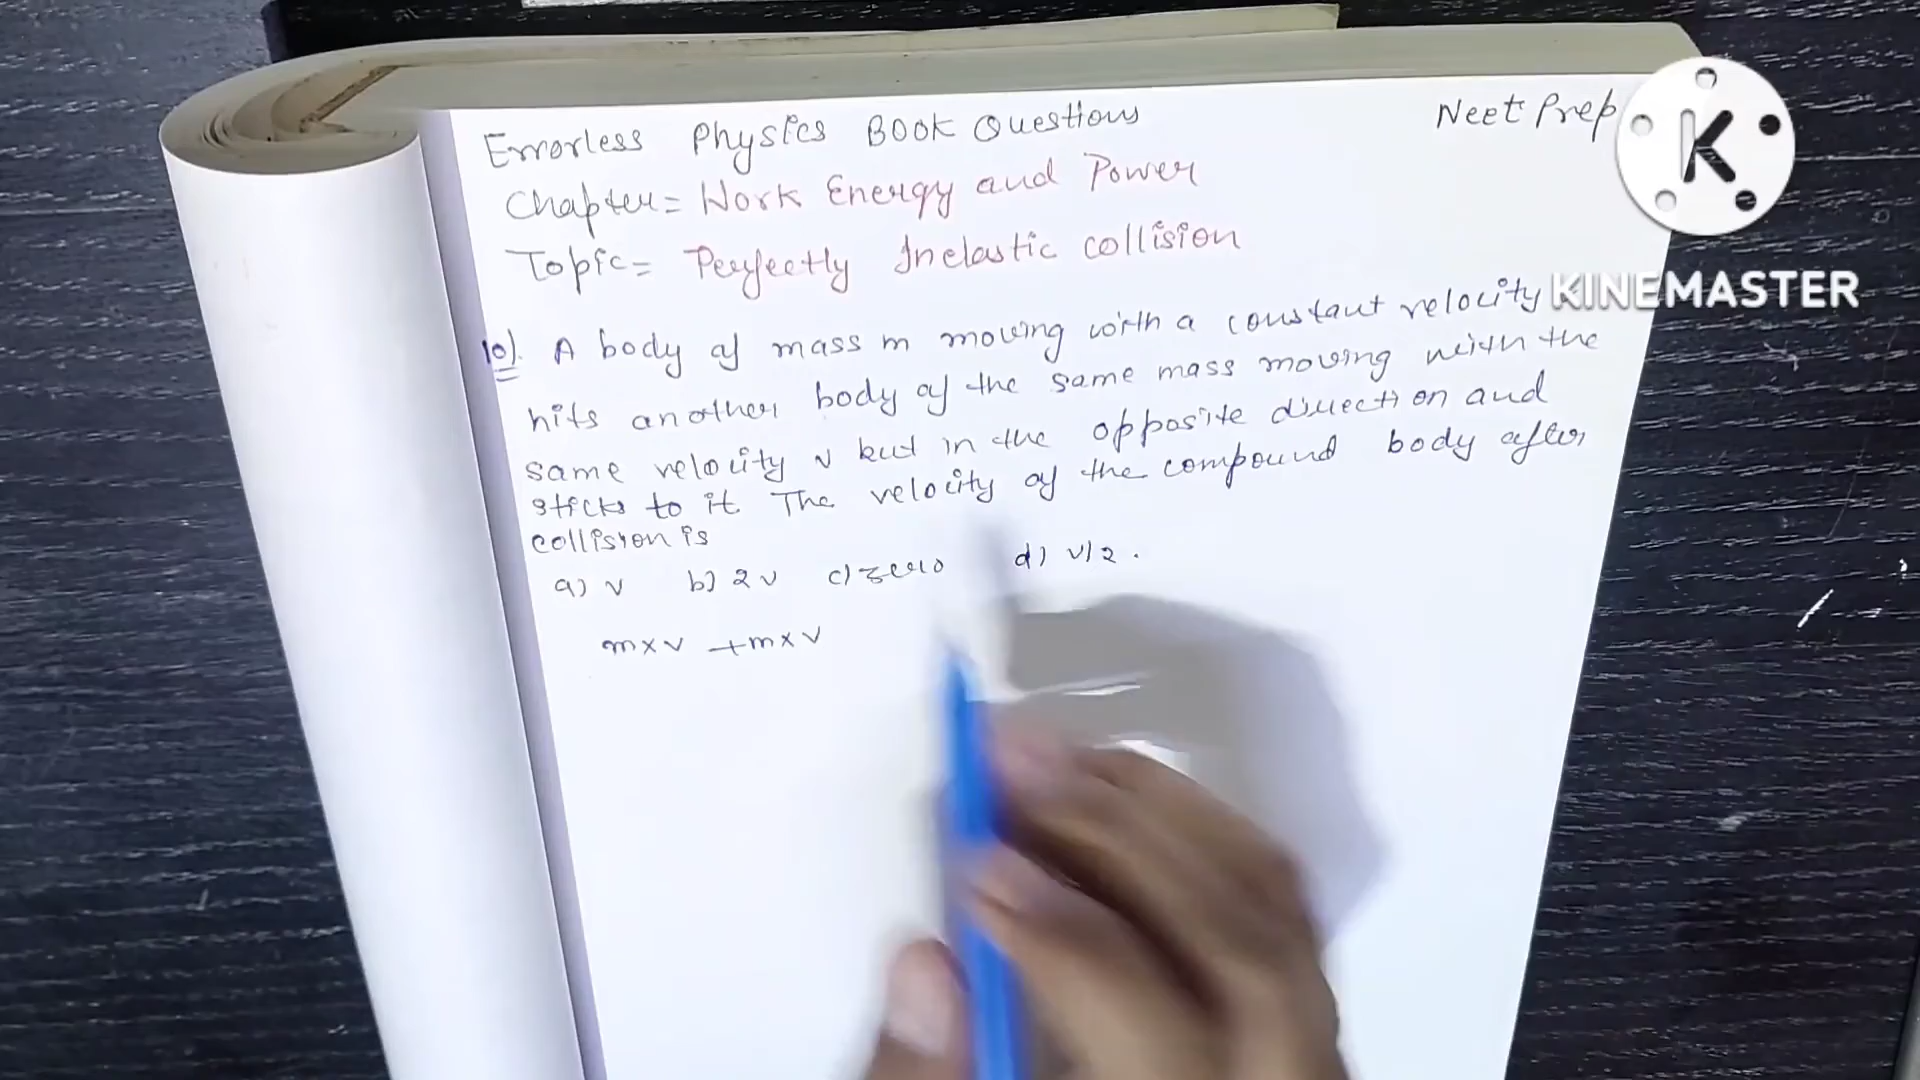 Errorless Physics BOOK Questions
Neet Prep
Chapter = Work Energy and Power
Topic = Perfectly Inelastic collision
10). A body of mass m moving with a constant velocity
hits another body of the same mass moving with the
same velocity v but in the opposite direction and
sticks to it. The velocity of the compound body after
collision is
a) v b) 2v c) zero d) v/2.
m×v +m×v
K
KINEMASTER